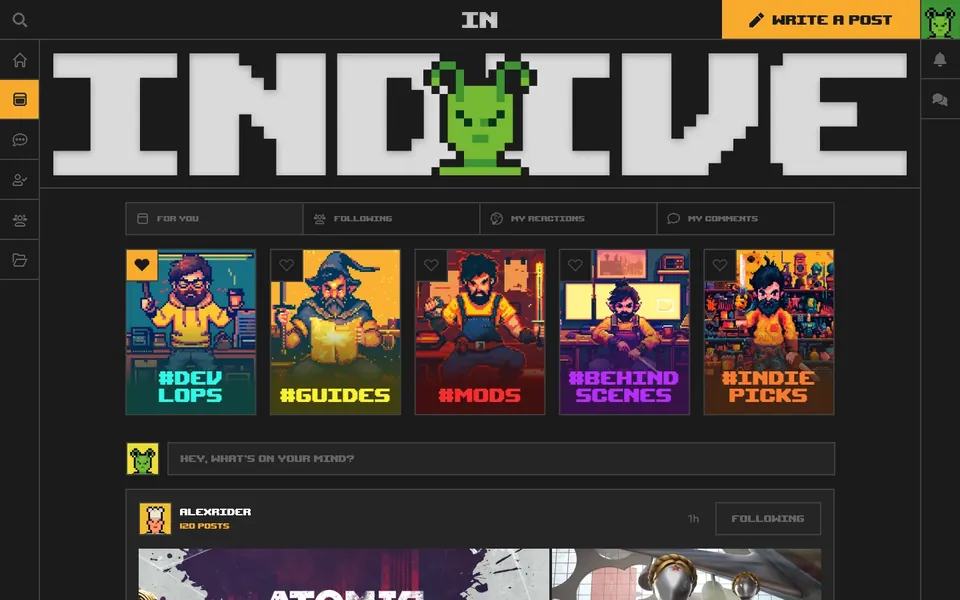 IN
WRITE A POST
INDIVE
FOR YOU
FOLLOWING
MY REACTIONS
MY COMMENTS
#DEV
LOPS
#GUIDES
#MODS
#BEHIND
SCENES
#INDIE
PICKS
HEY, WHAT'S ON YOUR MIND?
ALEXRIDER
120 POSTS
1h
FOLLOWING
ATOMIC